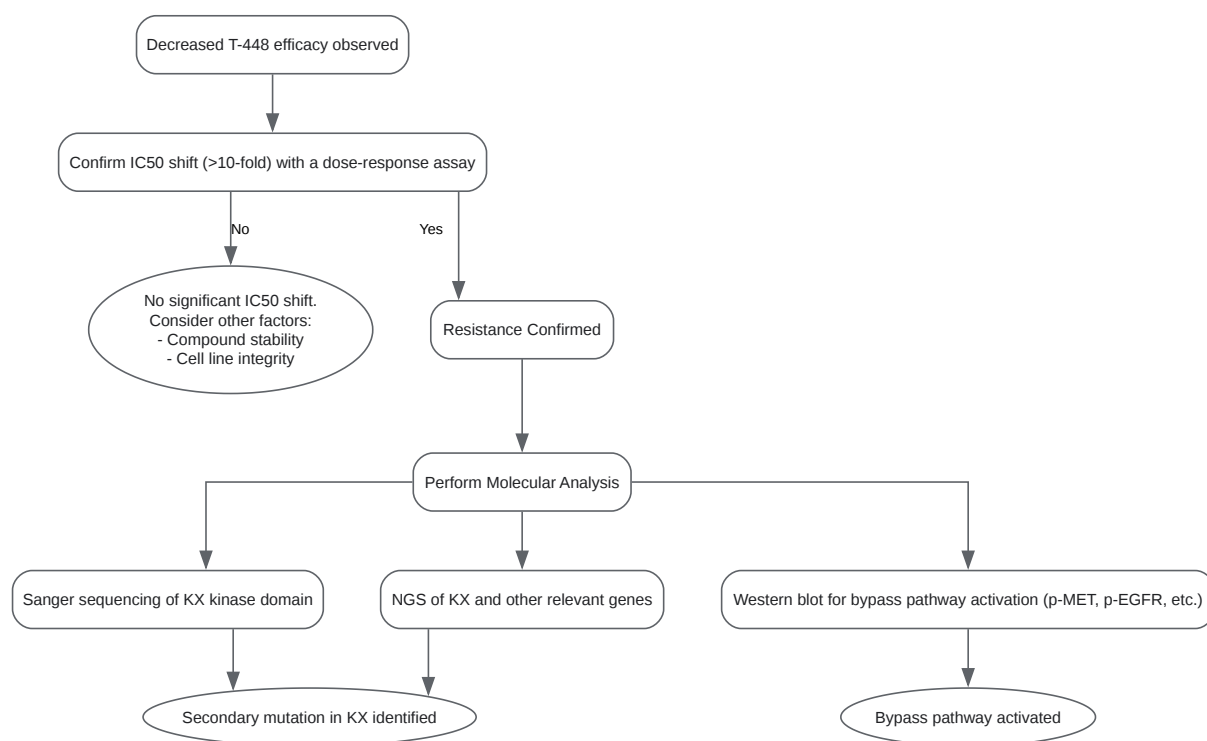 Decreased T-448 efficacy observed
Confirm IC50 shift (>10-fold) with a dose-response assay
No
Yes
No significant IC50 shift.
Consider other factors:
- Compound stability
- Cell line integrity
Resistance Confirmed
Perform Molecular Analysis
Sanger sequencing of KX kinase domain
NGS of KX and other relevant genes
Western blot for bypass pathway activation (p-MET, p-EGFR, etc.)
Secondary mutation in KX identified
Bypass pathway activated